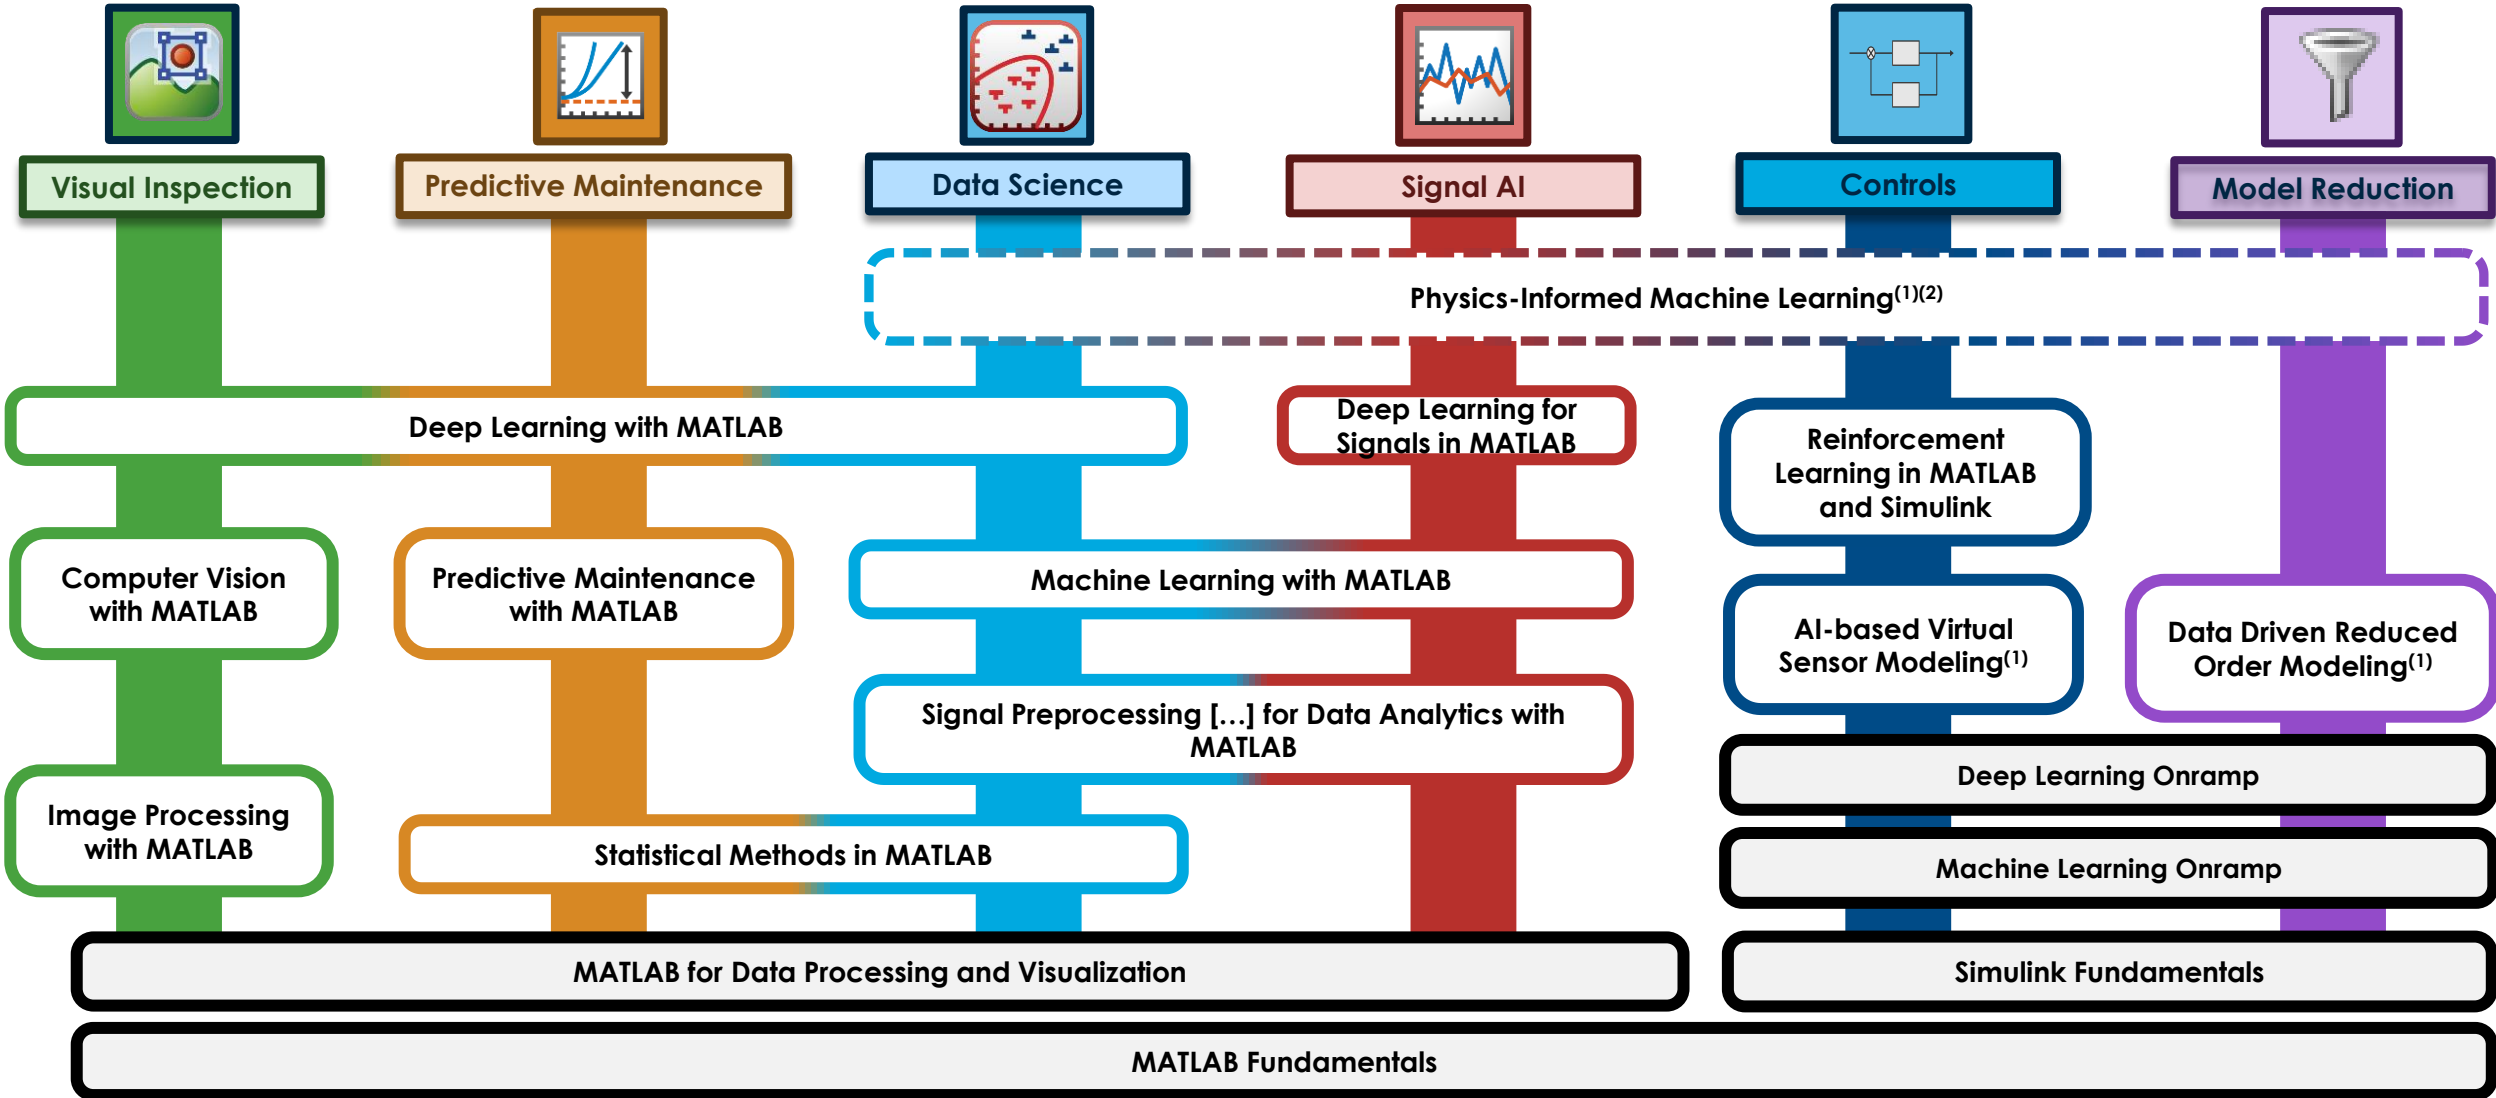 Visual Inspection
Predictive Maintenance
Data Science
Signal AI
Controls
Model Reduction
Physics-Informed Machine Learning(1)(2)
Deep Learning with MATLAB
Deep Learning for
Signals in MATLAB
Reinforcement
Learning in MATLAB
and Simulink
Computer Vision
with MATLAB
Predictive Maintenance
with MATLAB
Machine Learning with MATLAB
AI-based Virtual
Sensor Modeling(1)
Data Driven Reduced
Order Modeling(1)
Signal Preprocessing […] for Data Analytics with
MATLAB
Deep Learning Onramp
Image Processing
with MATLAB
Statistical Methods in MATLAB
Machine Learning Onramp
MATLAB for Data Processing and Visualization
Simulink Fundamentals
MATLAB Fundamentals